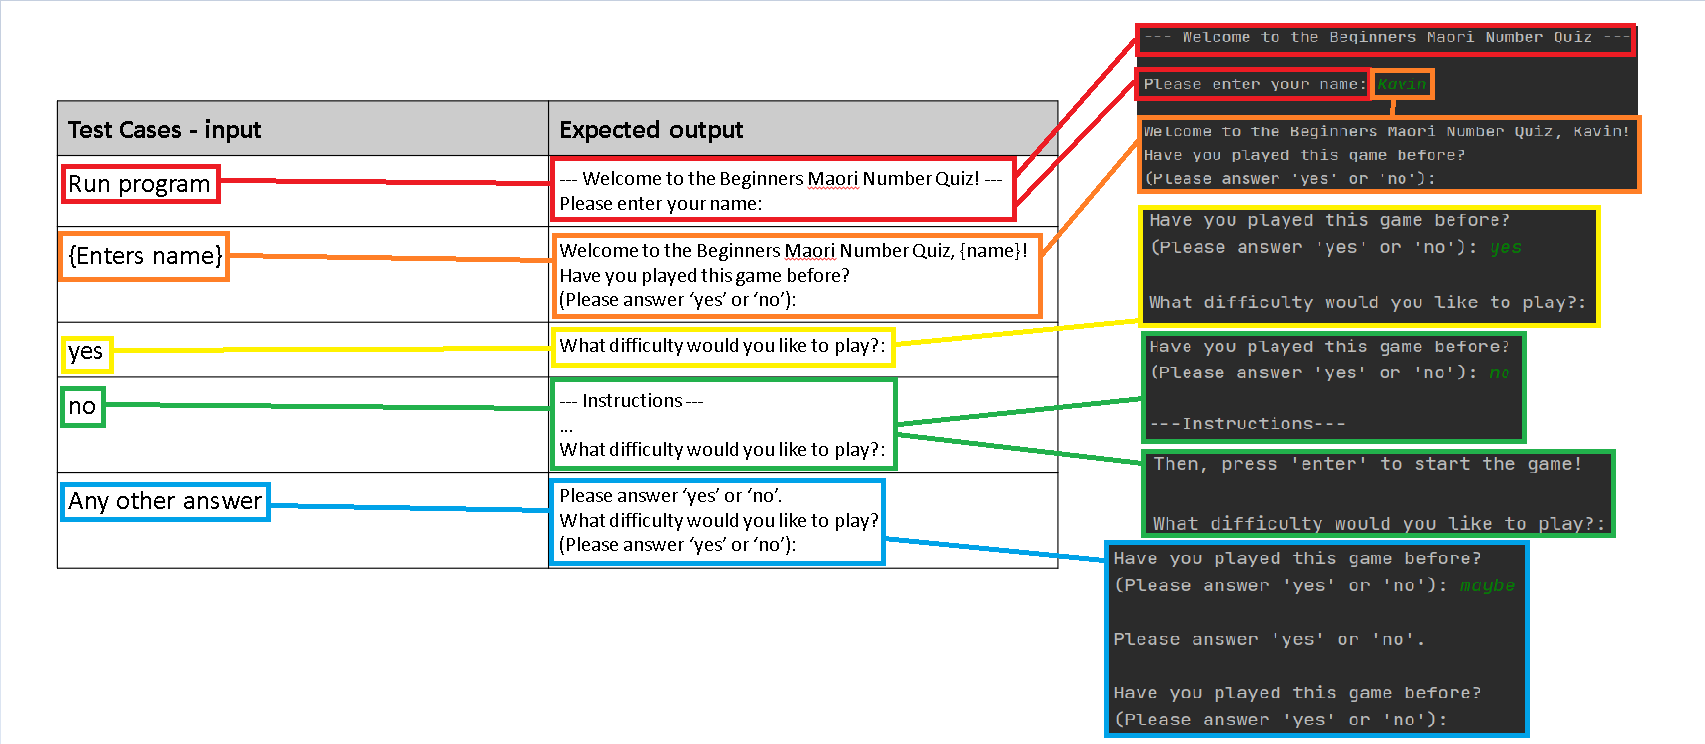 Test Cases - input
Expected output
Run program
--- Welcome to the Beginners Maori Number Quiz! ---
Please enter your name:
{Enters name}
Welcome to the Beginners Maori Number Quiz, {name}!
Have you played this game before?
(Please answer ‘yes’ or ‘no’):
yes
What difficulty would you like to play?:
no
--- Instructions ---
...
What difficulty would you like to play?:
Any other answer
Please answer ‘yes’ or ‘no’.
What difficulty would you like to play?
(Please answer ‘yes’ or ‘no’):
--- Welcome to the Beginners Maori Number Quiz ---
Please enter your name: Kavin
Welcome to the Beginners Maori Number Quiz, Kavin!
Have you played this game before?
(Please answer 'yes' or 'no'):
Have you played this game before?
(Please answer 'yes' or 'no'): yes
What difficulty would you like to play?:
Have you played this game before?
(Please answer 'yes' or 'no'): no
---Instructions---
Then, press 'enter' to start the game!
What difficulty would you like to play?:
Have you played this game before?
(Please answer 'yes' or 'no'): maybe
Please answer 'yes' or 'no'.
Have you played this game before?
(Please answer 'yes' or 'no'):